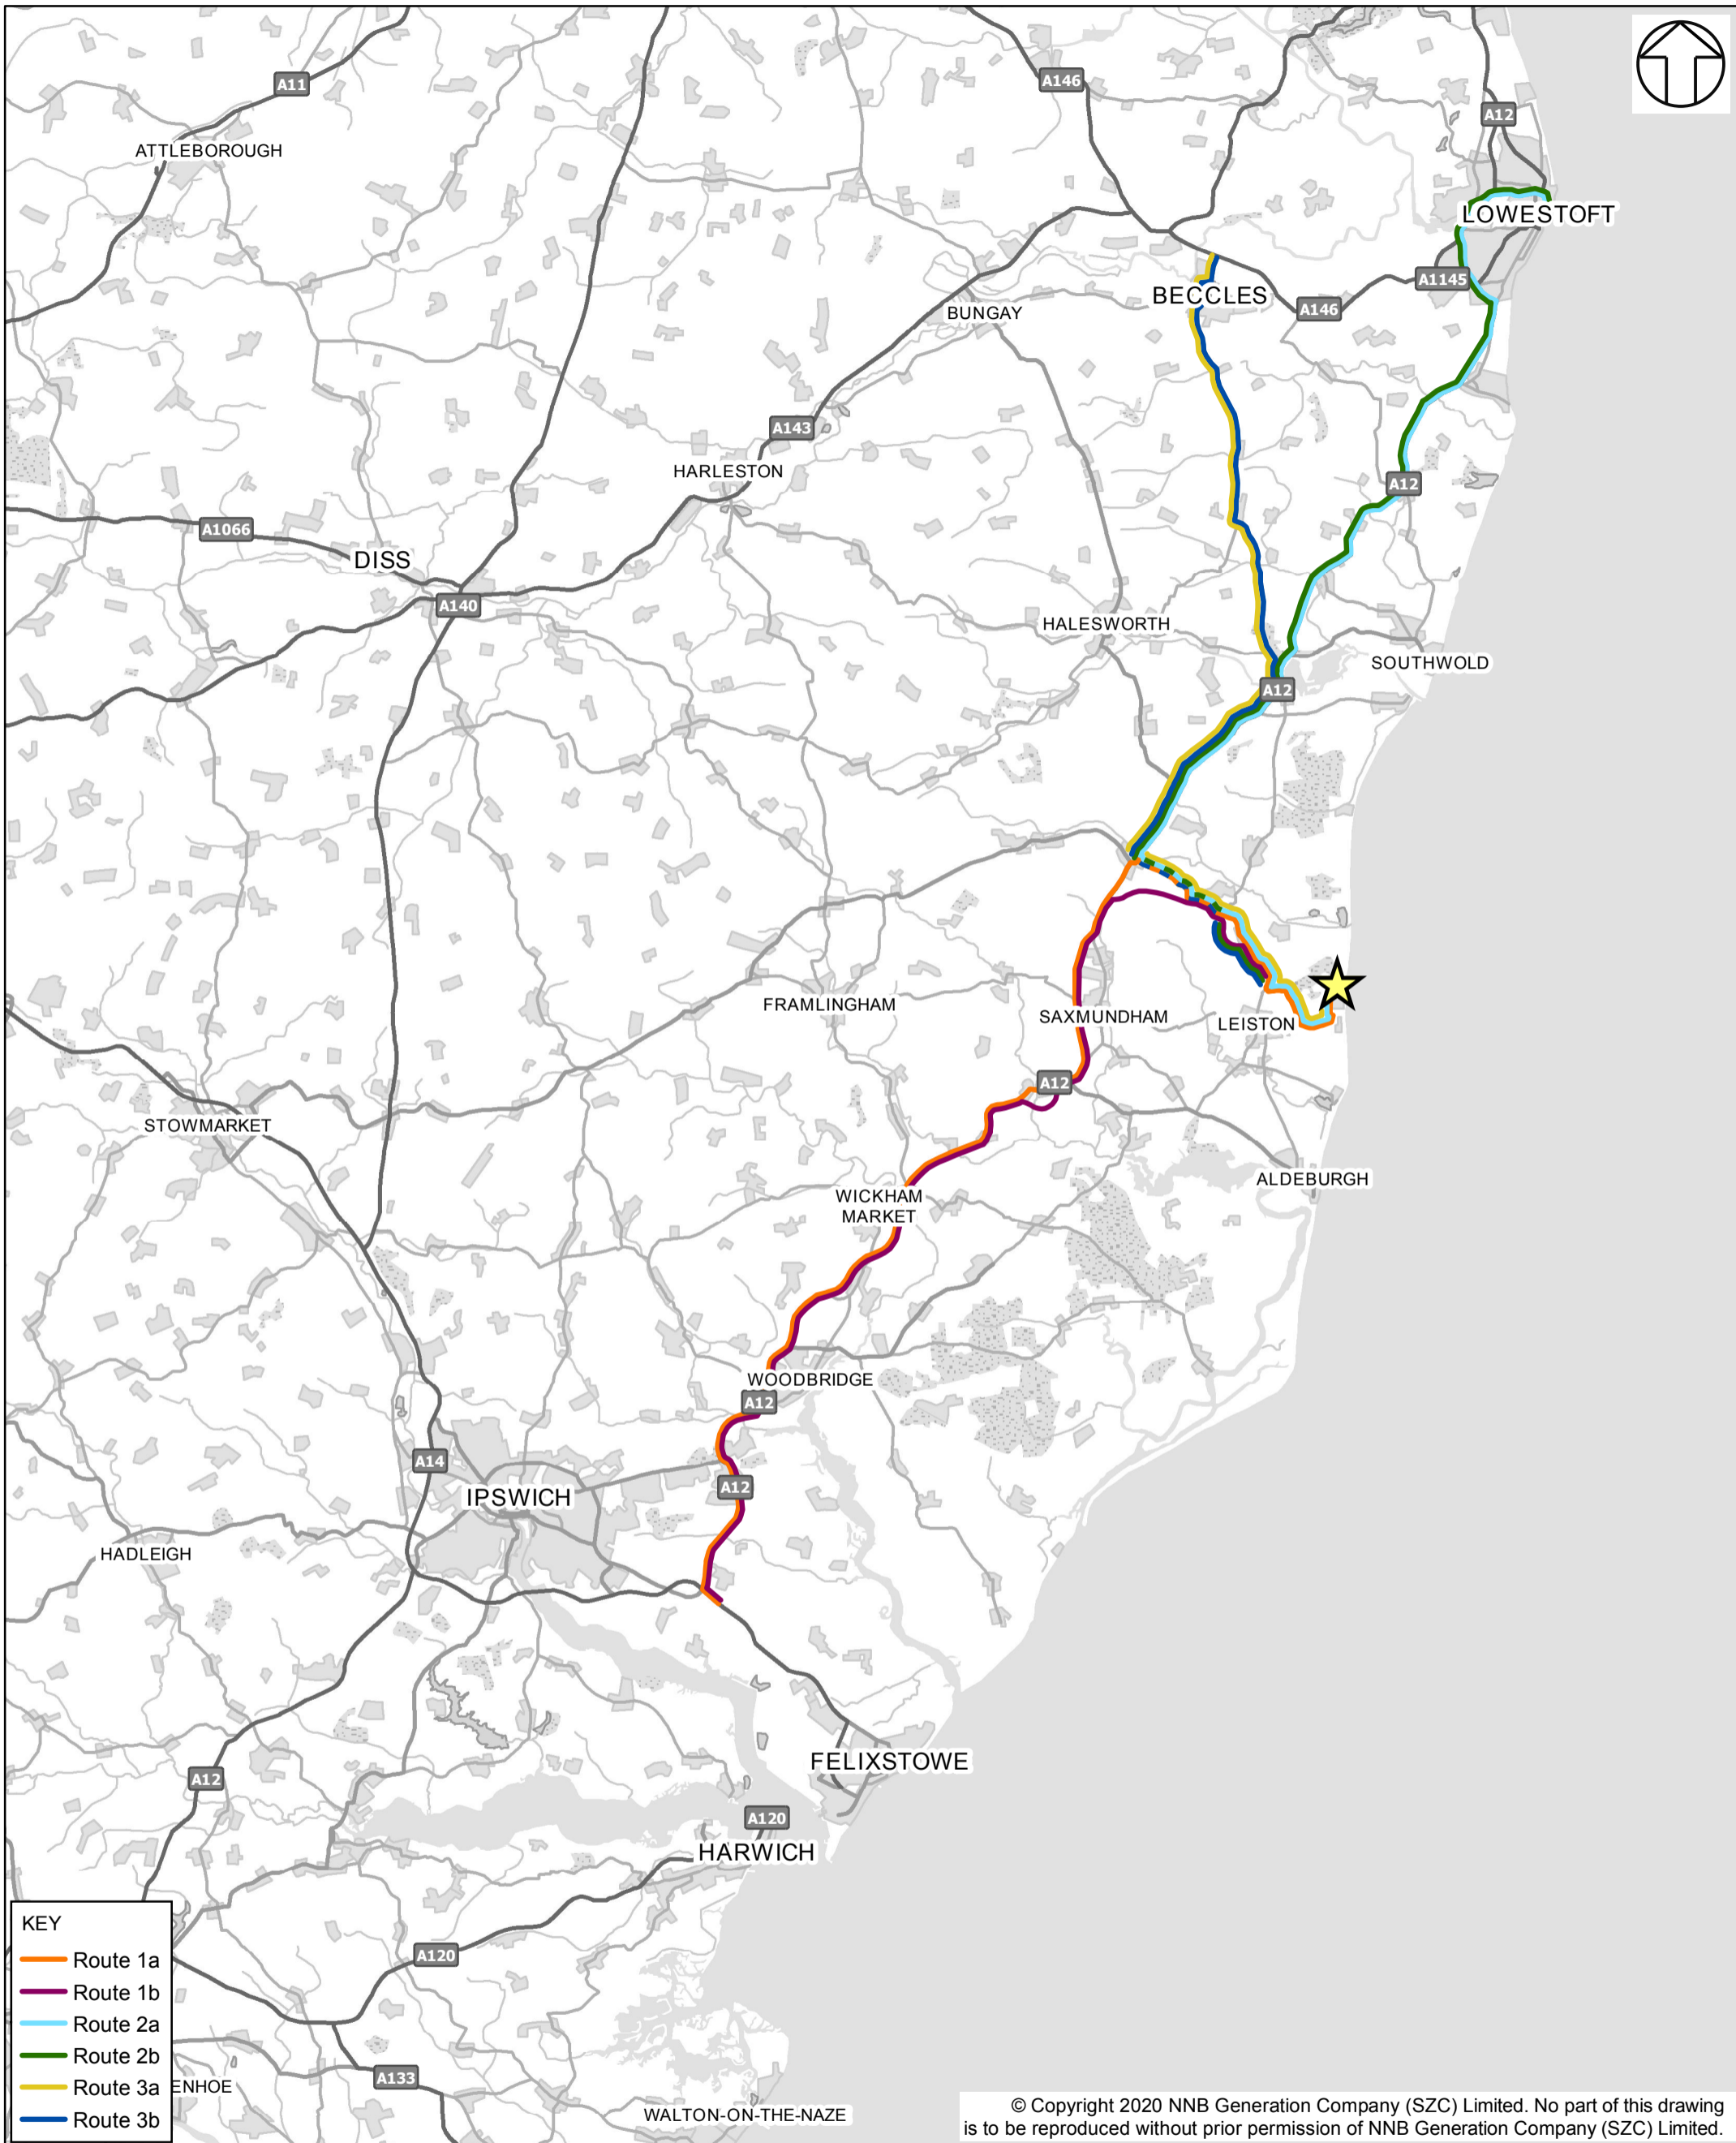 A11
A146
A12
ATTLEBOROUGH
LOWESTOFT
A1145
BECCLES
A146
BUNGAY
A143
HARLESTON
A12
A1066
DISS
A140
HALESWORTH
SOUTHWOLD
A12
FRAMLINGHAM
SAXMUNDHAM
LEISTON
A12
STOWMARKET
ALDEBURGH
WICKHAM
MARKET
WOODBRIDGE
A12
A14
A12
IPSWICH
HADLEIGH
FELIXSTOWE
A12
A120
HARWICH
KEY
Route 1a
Route 1b
Route 2a
Route 2b
Route 3a
Route 3b
A120
A133
ENHOE
WALTON-ON-THE-NAZE
© Copyright 2020 NNB Generation Company (SZC) Limited. No part of this drawing
is to be reproduced without prior permission of NNB Generation Company (SZC) Limited.